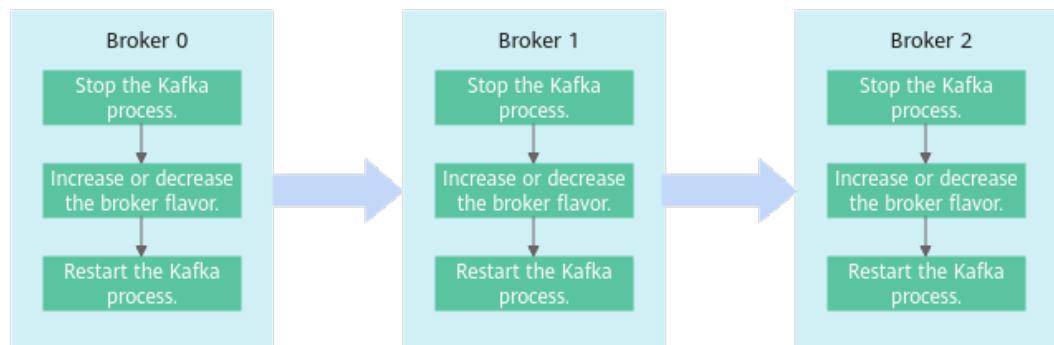 Broker 0
Stop the Kafka
process.
Increase or decrease
the broker flavor.
Restart the Kafka
process.
Broker 1
Stop the Kafka
process.
Increase or decrease
the broker flavor.
Restart the Kafka
process.
Broker 2
Stop the Kafka
process.
Increase or decrease
the broker flavor.
Restart the Kafka
process.